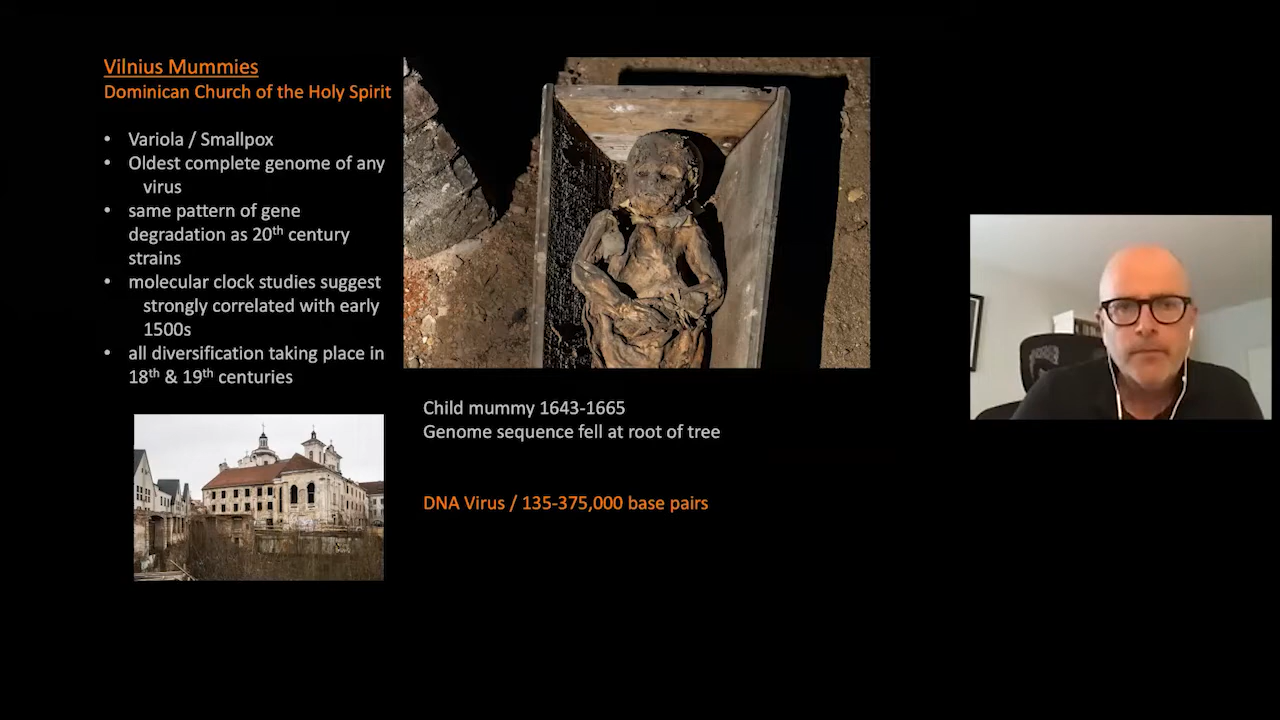 Vilnius Mummies
Dominican Church of the Holy Spirit
• Variola / Smallpox
• Oldest complete genome of any
virus
• same pattern of gene
degradation as 20th century
strains
• molecular clock studies suggest
strongly correlated with early
1500s
• all diversification taking place in
18th & 19th centuries
Child mummy 1643-1665
Genome sequence fell at root of tree
DNA Virus / 135-375,000 base pairs